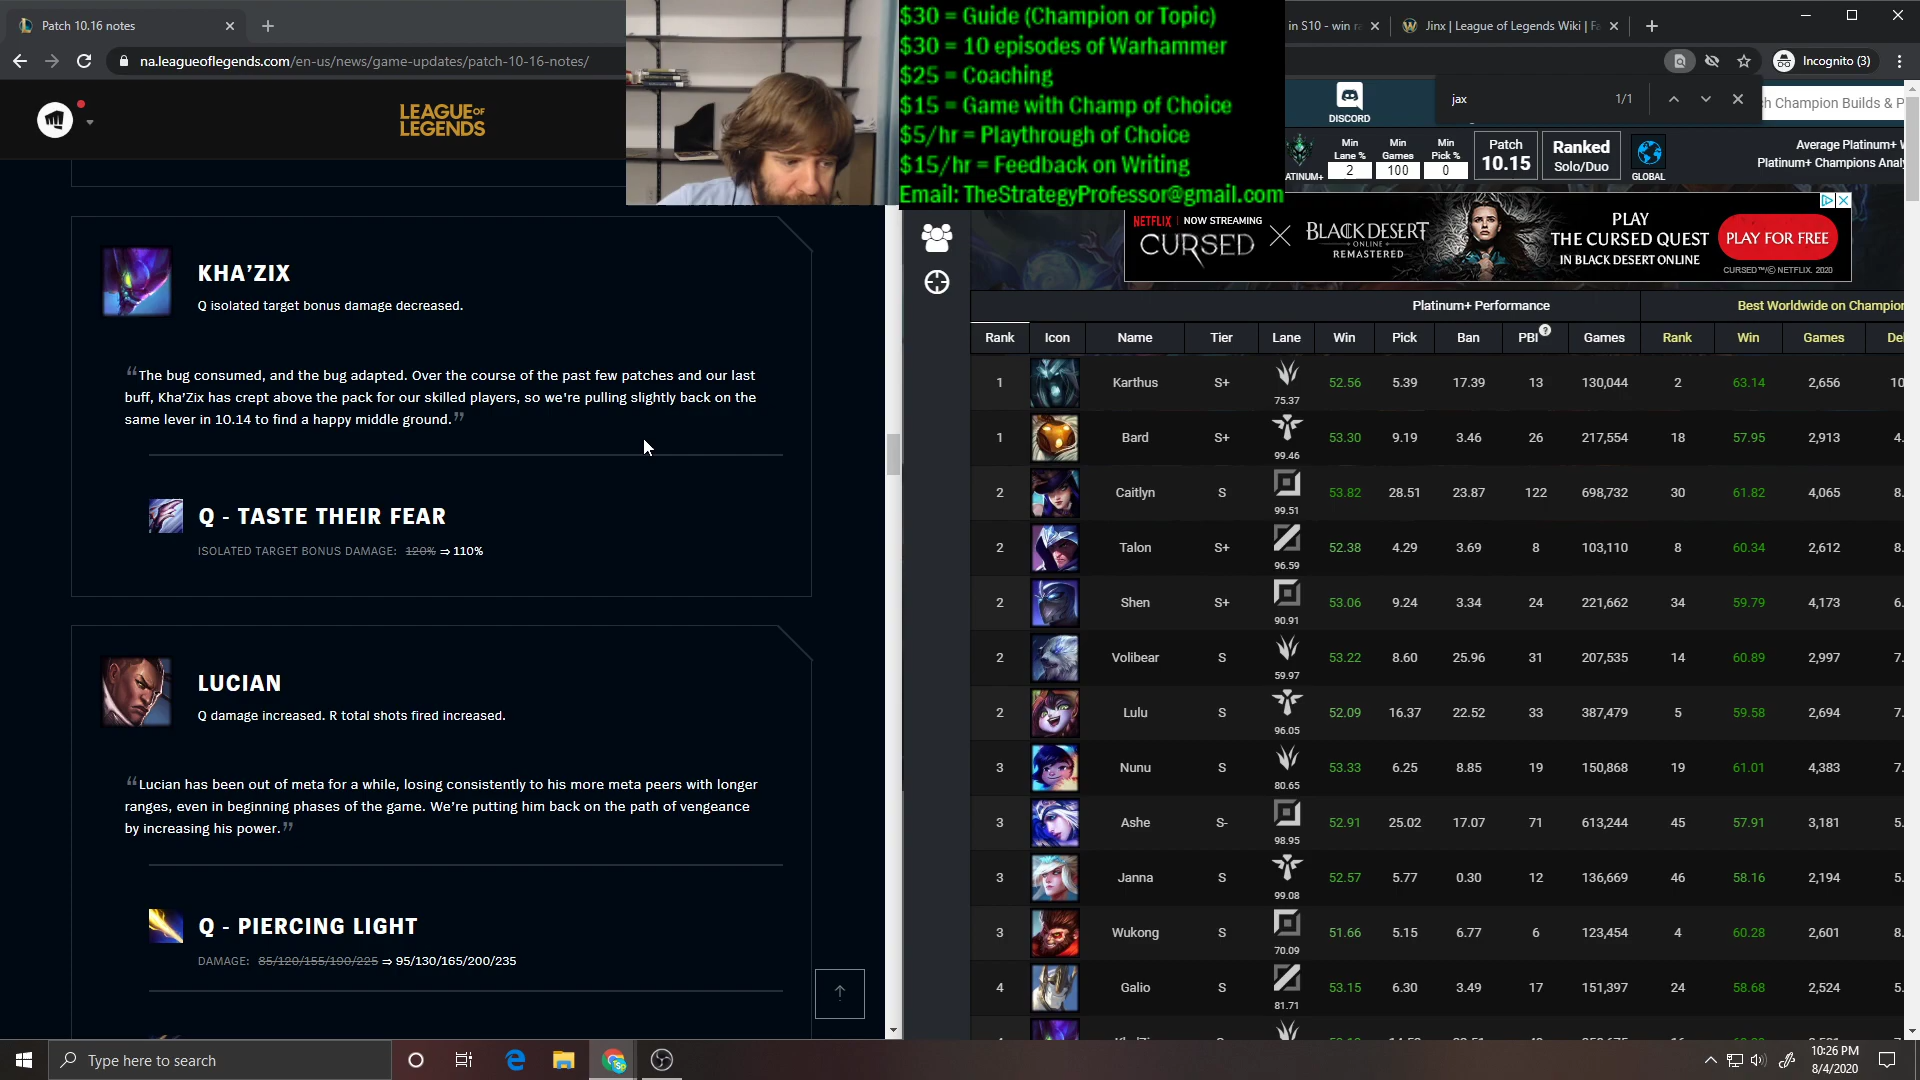 Patch 10.16 notes
in S10 - win ra
Jinx | League of Legends Wiki | Fa
na.leagueoflegends.com/en-us/news/game-updates/patch-10-16-notes/
Incognito (3)
$30 = Guide (Champion or Topic)
$30 = 10 episodes of Warhammer
$25 = Coaching
$15 = Game with Champ of Choice
$5/hr = Playthrough of Choice
$15/hr = Feedback on Writing
Email: TheStrategyProfessor@gmail.com
jax
1/1
LEAGUE OF
LEGENDS
DISCORD
ch Champion Builds & P
LATINUM+
Min Lane % 2
Min Games 100
Min Pick % 0
Patch 10.15
Ranked Solo/Duo
GLOBAL
Average Platinum+ W
Platinum+ Champions Analy
NETFLIX | NOW STREAMING
CURSED
BLACK DESERT
ONLINE
REMASTERED
PLAY
THE CURSED QUEST
IN BLACK DESERT ONLINE
PLAY FOR FREE
CURSED™/© NETFLIX. 2020
KHA'ZIX
Q isolated target bonus damage decreased.
“The bug consumed, and the bug adapted. Over the course of the past few patches and our last
buff, Kha'Zix has crept above the pack for our skilled players, so we're pulling slightly back on the
same lever in 10.14 to find a happy middle ground.”
Q - TASTE THEIR FEAR
ISOLATED TARGET BONUS DAMAGE: 120% ⇒ 110%
LUCIAN
Q damage increased. R total shots fired increased.
“Lucian has been out of meta for a while, losing consistently to his more meta peers with longer
ranges, even in beginning phases of the game. We're putting him back on the path of vengeance
by increasing his power.”
Q - PIERCING LIGHT
DAMAGE: 85/120/155/190/225 ⇒ 95/130/165/200/235
Platinum+ Performance
Best Worldwide on Champion
Rank Icon Name Tier Lane Win Pick Ban PBI ? Games Rank Win Games De
1 Karthus S+ 75.37 52.56 5.39 17.39 13 130,044 2 63.14 2,656 10
1 Bard S+ 99.46 53.30 9.19 3.46 26 217,554 18 57.95 2,913 4.
2 Caitlyn S 99.51 53.82 28.51 23.87 122 698,732 30 61.82 4,065 8.
2 Talon S+ 96.59 52.38 4.29 3.69 8 103,110 8 60.34 2,612 8.
2 Shen S+ 90.91 53.06 9.24 3.34 24 221,662 34 59.79 4,173 6.
2 Volibear S 59.97 53.22 8.60 25.96 31 207,535 14 60.89 2,997 7.
2 Lulu S 96.05 52.09 16.37 22.52 33 387,479 5 59.58 2,694 7.
3 Nunu S 80.65 53.33 6.25 8.85 19 150,868 19 61.01 4,383 7.
3 Ashe S- 98.95 52.91 25.02 17.07 71 613,244 45 57.91 3,181 5.
3 Janna S 99.08 52.57 5.77 0.30 12 136,669 46 58.16 2,194 5.
3 Wukong S 70.09 51.66 5.15 6.77 6 123,454 4 60.28 2,601 8.
4 Galio S 81.71 53.15 6.30 3.49 17 151,397 24 58.68 2,524 5.
Type here to search
10:26 PM
8/4/2020